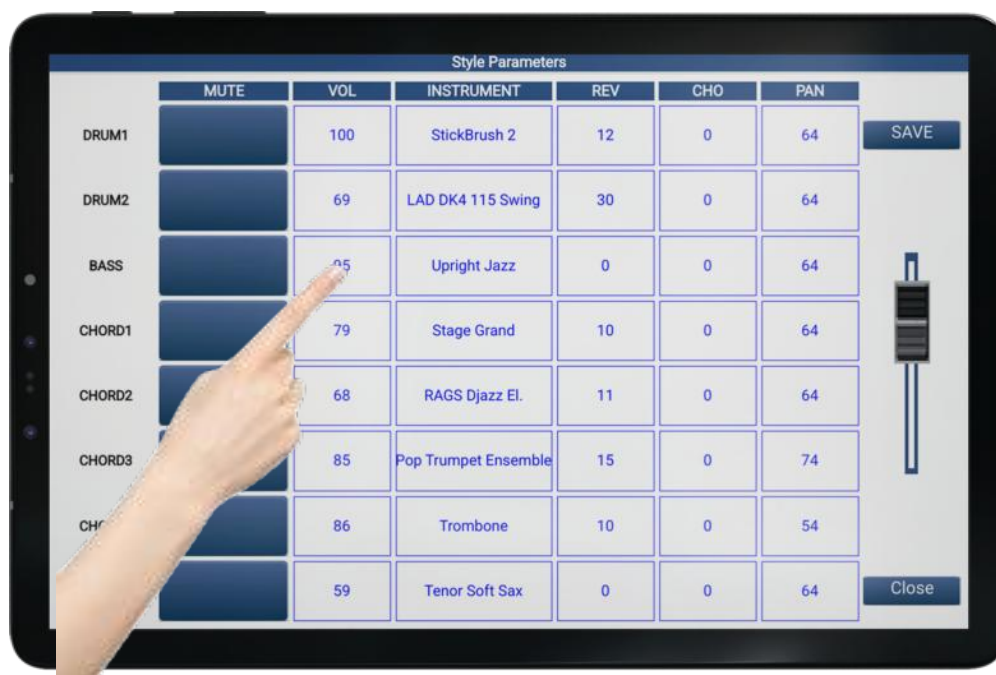 Style Parameters
MUTE VOL INSTRUMENT REV CHO PAN
DRUM1 100 StickBrush 2 12 0 64 SAVE
DRUM2 69 LAD DK4 115 Swing 30 0 64
BASS 95 Upright Jazz 0 0 64
CHORD1 79 Stage Grand 10 0 64
CHORD2 68 RAGS Djazz El. 11 0 64
CHORD3 85 Pop Trumpet Ensemble 15 0 74
86 Trombone 10 0 54
59 Tenor Soft Sax 0 0 64 Close